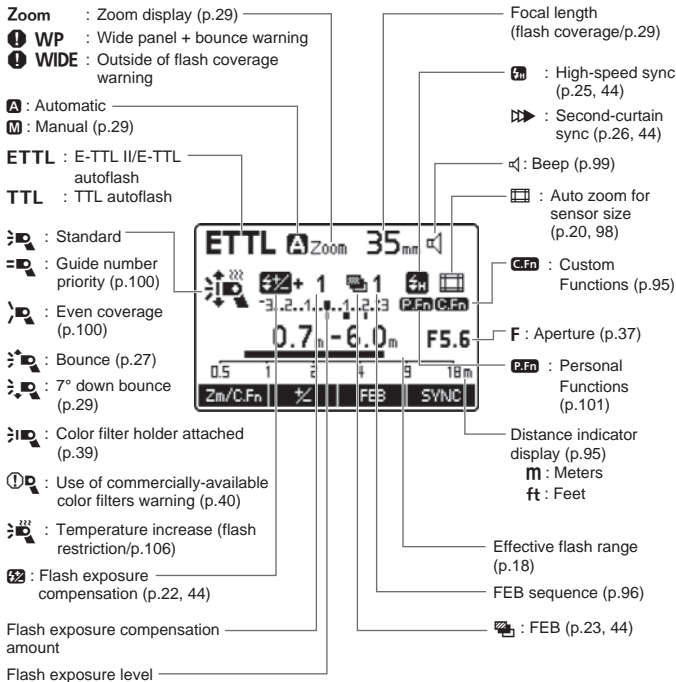 Zoom : Zoom display (p.29)
WP : Wide panel + bounce warning
WIDE : Outside of flash coverage
warning
A : Automatic
M : Manual (p.29)
ETTL : E-TTL II/E-TTL
autoflash
TTL : TTL autoflash
: Standard
: Guide number
priority (p.100)
: Even coverage
(p.100)
: Bounce (p.27)
: 7° down bounce
(p.29)
: Color filter holder attached
(p.39)
: Use of commercially-available
color filters warning (p.40)
: Temperature increase (flash
restriction/p.106)
: Flash exposure
compensation (p.22, 44)
Flash exposure compensation
amount
Flash exposure level
ETTL A Zoom 35mm
+ 1 1 H
-3..2..1..1..2.:3 P.Fn C.Fn
0.7m-6.0m F5.6
0.5 1 2 4 9 18m
Zm/C.Fn +/- FEB SYNC
Focal length
(flash coverage/p.29)
H : High-speed sync
(p.25, 44)
: Second-curtain
sync (p.26, 44)
: Beep (p.99)
: Auto zoom for
sensor size
(p.20, 98)
C.Fn : Custom
Functions (p.95)
F : Aperture (p.37)
P.Fn : Personal
Functions
(p.101)
Distance indicator
display (p.95)
m : Meters
ft : Feet
Effective flash range
(p.18)
FEB sequence (p.96)
: FEB (p.23, 44)